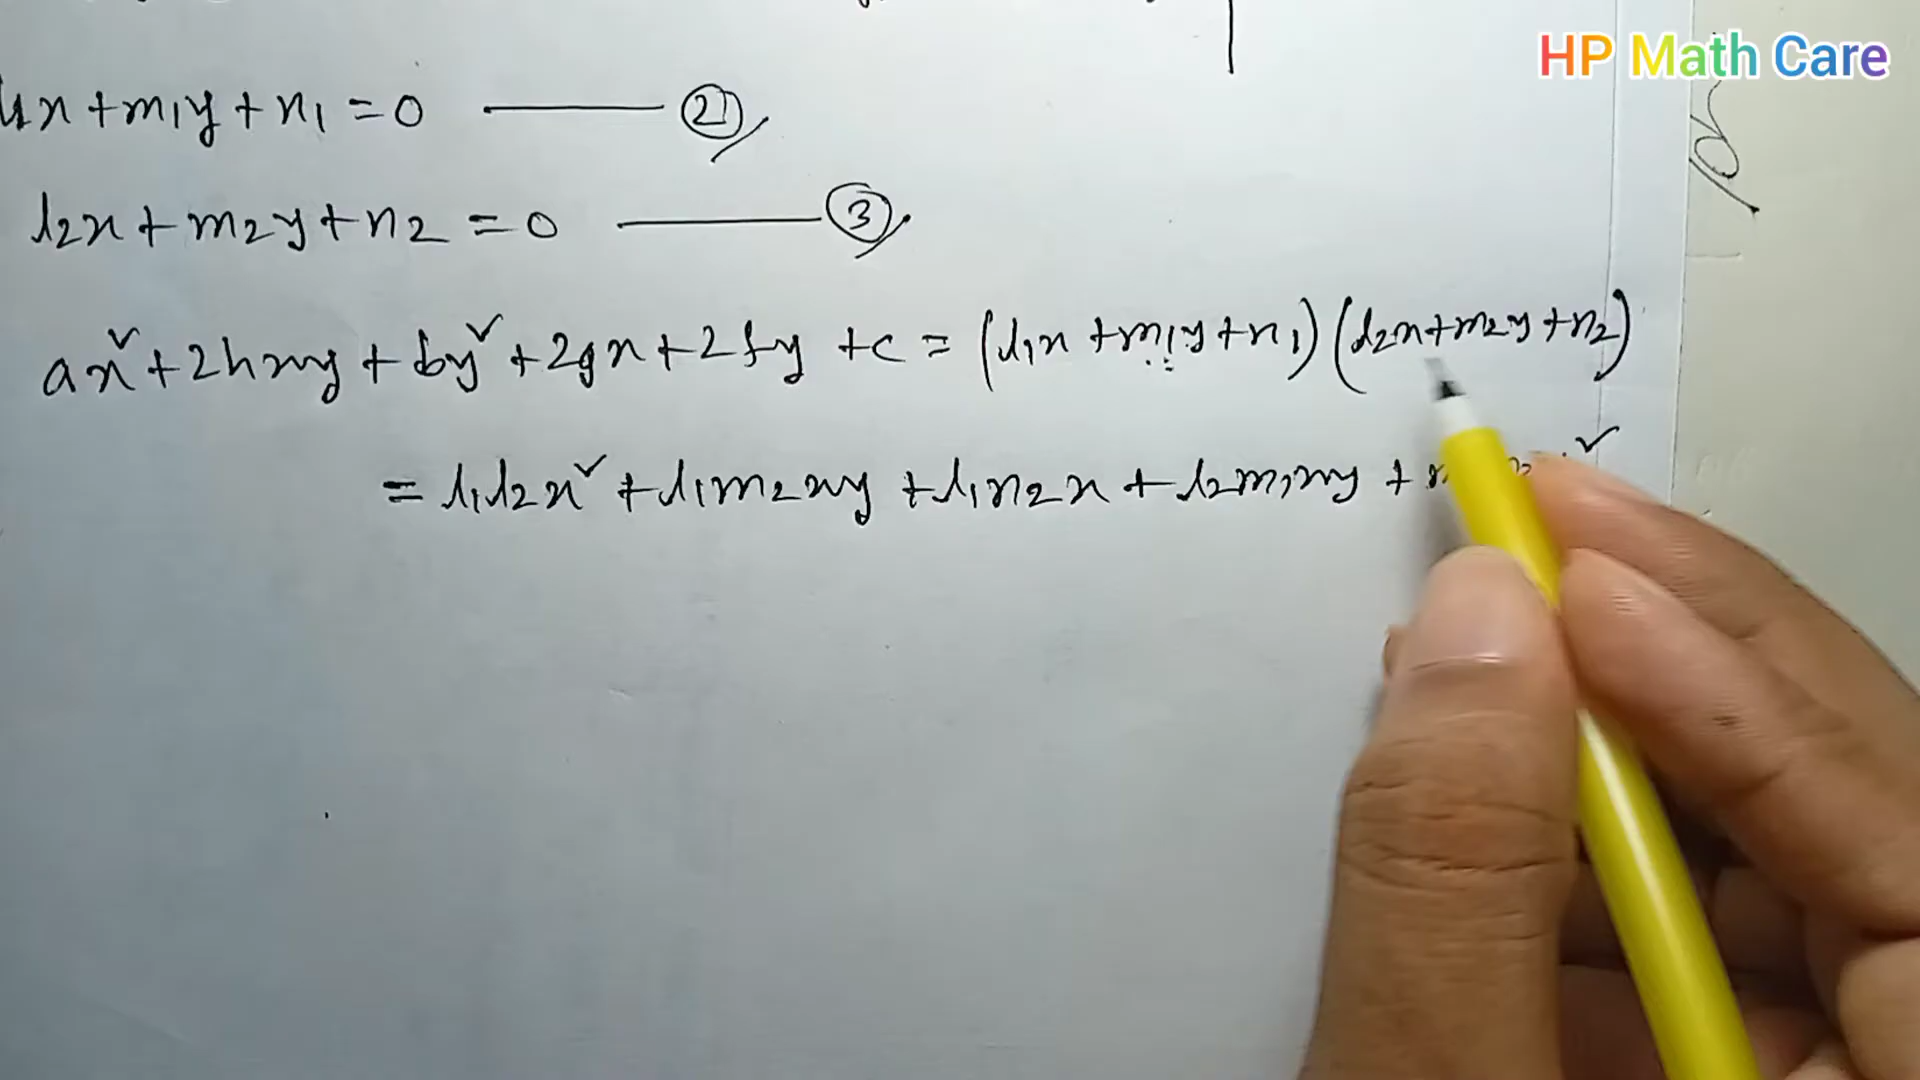 HP Math Care
l₁x + m₁y + n₁ = 0 ——— ②
l₂x + m₂y + n₂ = 0 ——— ③
ax² + 2hxy + by² + 2gx + 2fy + c = (l₁x + m₁y + n₁) (l₂x + m₂y + n₂)
= l₁l₂x² + l₁m₂xy + l₁n₂x + l₂m₁xy +